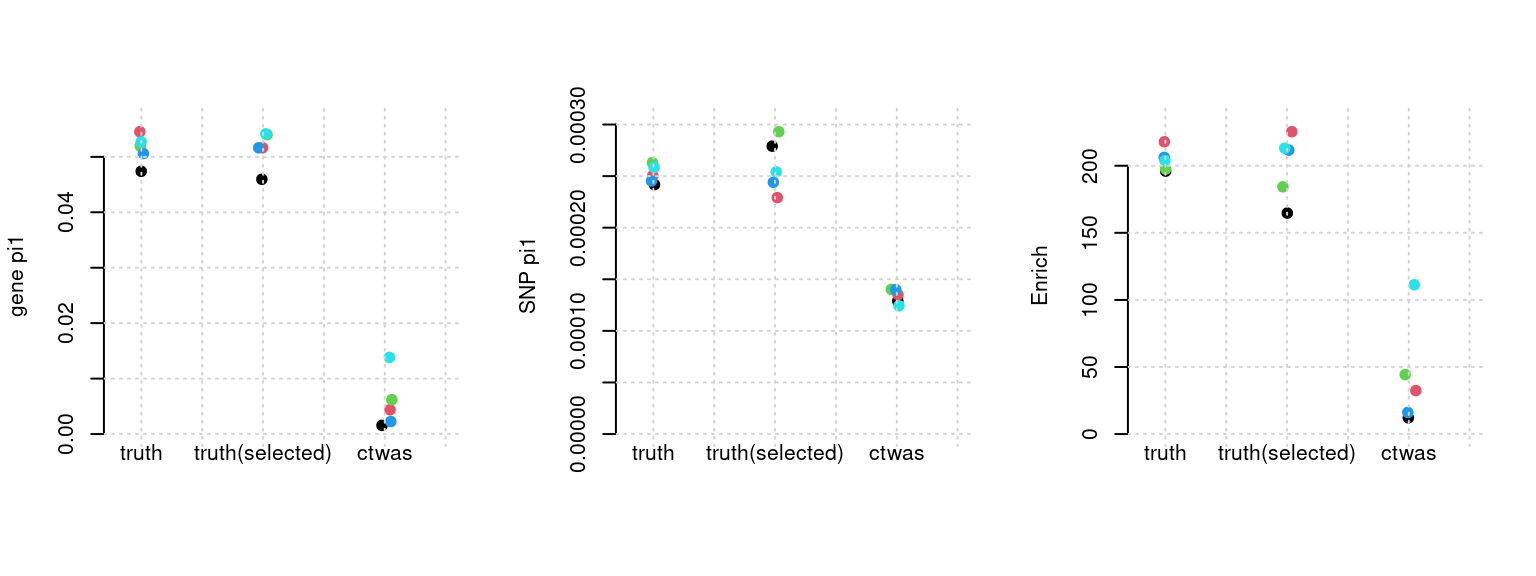 gene pi1
0.00 0.02 0.04
truth truth(selected) ctwas
SNP pi1
0.00000 0.00010 0.00020 0.00030
truth truth(selected) ctwas
Enrich
0 50 100 150 200
truth truth(selected) ctwas